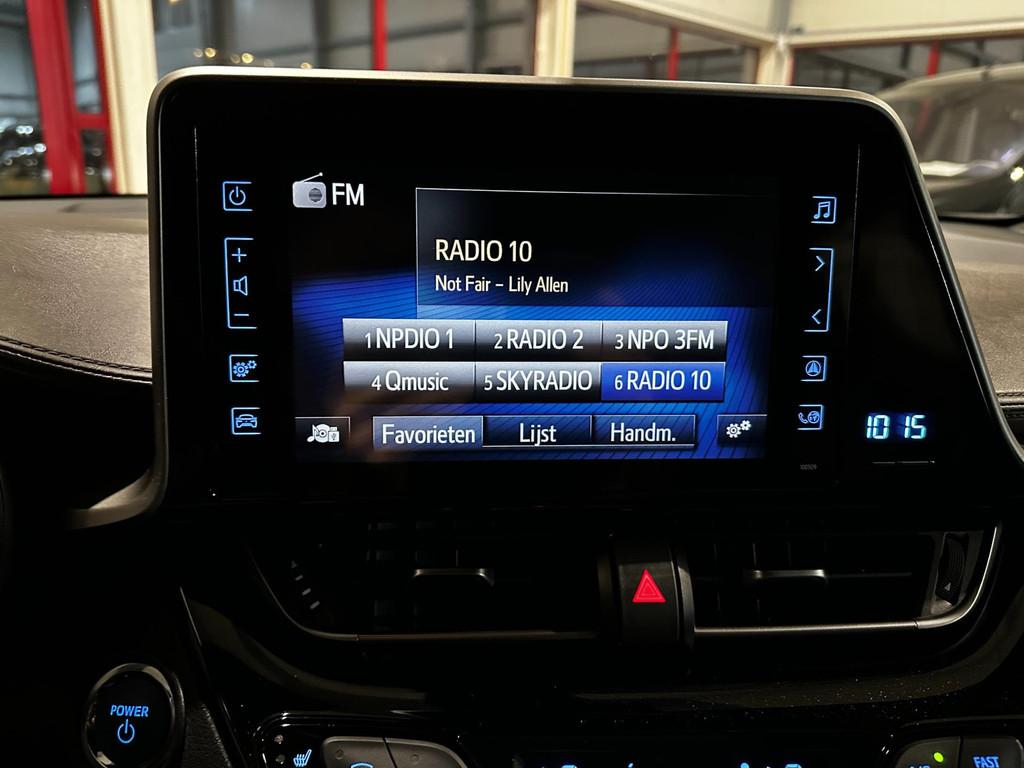 FM
RADIO 10
Not Fair – Lily Allen
1 NPDIO 1 2 RADIO 2 3 NPO 3FM
4 Qmusic 5 SKYRADIO 6 RADIO 10
Favorieten Lijst Handm.
10 15
100509
POWER
FAST